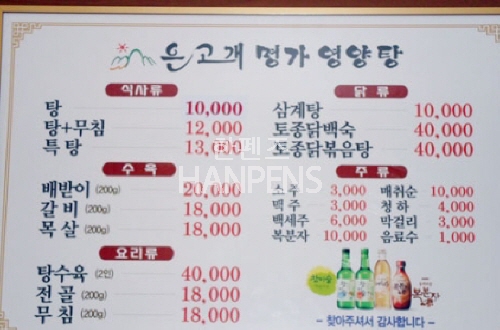 은고개 명가 영양탕
식사류
탕 10,000
탕+무침 12,000
특탕 13,000
수 육
배받이 (200g) 20,000
갈 비 (200g) 18,000
목 살 (200g) 18,000
요리류
탕수육 (2인) 40,000
전 골 (200g) 18,000
무 침 (200g) 18,000
닭 류
삼계탕 10,000
토종닭백숙 40,000
토종닭볶음탕 40,000
주 류
소 주 3,000 매취순 10,000
맥 주 3,000 청 하 4,000
백세주 6,000 막걸리 3,000
복분자 10,000 음료수 1,000
- 찾아주셔서 감사합니다 -
한펜스
HANPENS